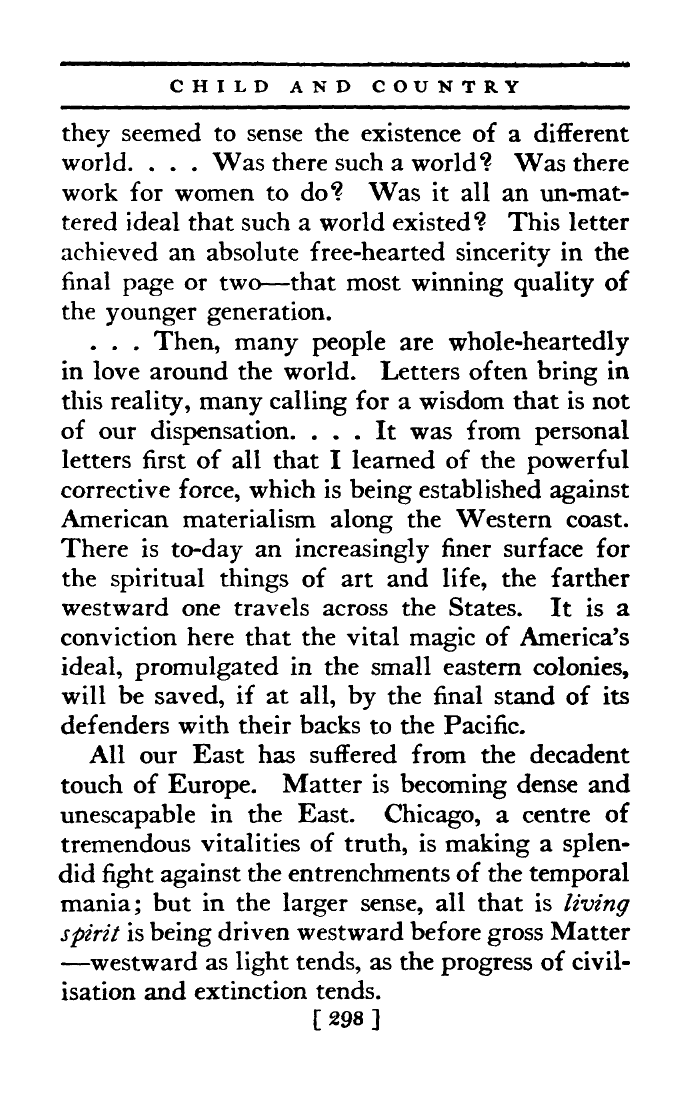 CHILD AND COUNTRY
they seemed to sense the existence of a different
world. . . . Was there such a world? Was there
work for women to do? Was it all an un-mat-
tered ideal that such a world existed? This letter
achieved an absolute free-hearted sincerity in the
final page or two—that most winning quality of
the younger generation.
. . . Then, many people are whole-heartedly
in love around the world. Letters often bring in
this reality, many calling for a wisdom that is not
of our dispensation. . . . It was from personal
letters first of all that I learned of the powerful
corrective force, which is being established against
American materialism along the Western coast.
There is to-day an increasingly finer surface for
the spiritual things of art and life, the farther
westward one travels across the States. It is a
conviction here that the vital magic of America's
ideal, promulgated in the small eastern colonies,
will be saved, if at all, by the final stand of its
defenders with their backs to the Pacific.
All our East has suffered from the decadent
touch of Europe. Matter is becoming dense and
unescapable in the East. Chicago, a centre of
tremendous vitalities of truth, is making a splen-
did fight against the entrenchments of the temporal
mania; but in the larger sense, all that is living
spirit is being driven westward before gross Matter
—westward as light tends, as the progress of civil-
isation and extinction tends.
[ 298 ]